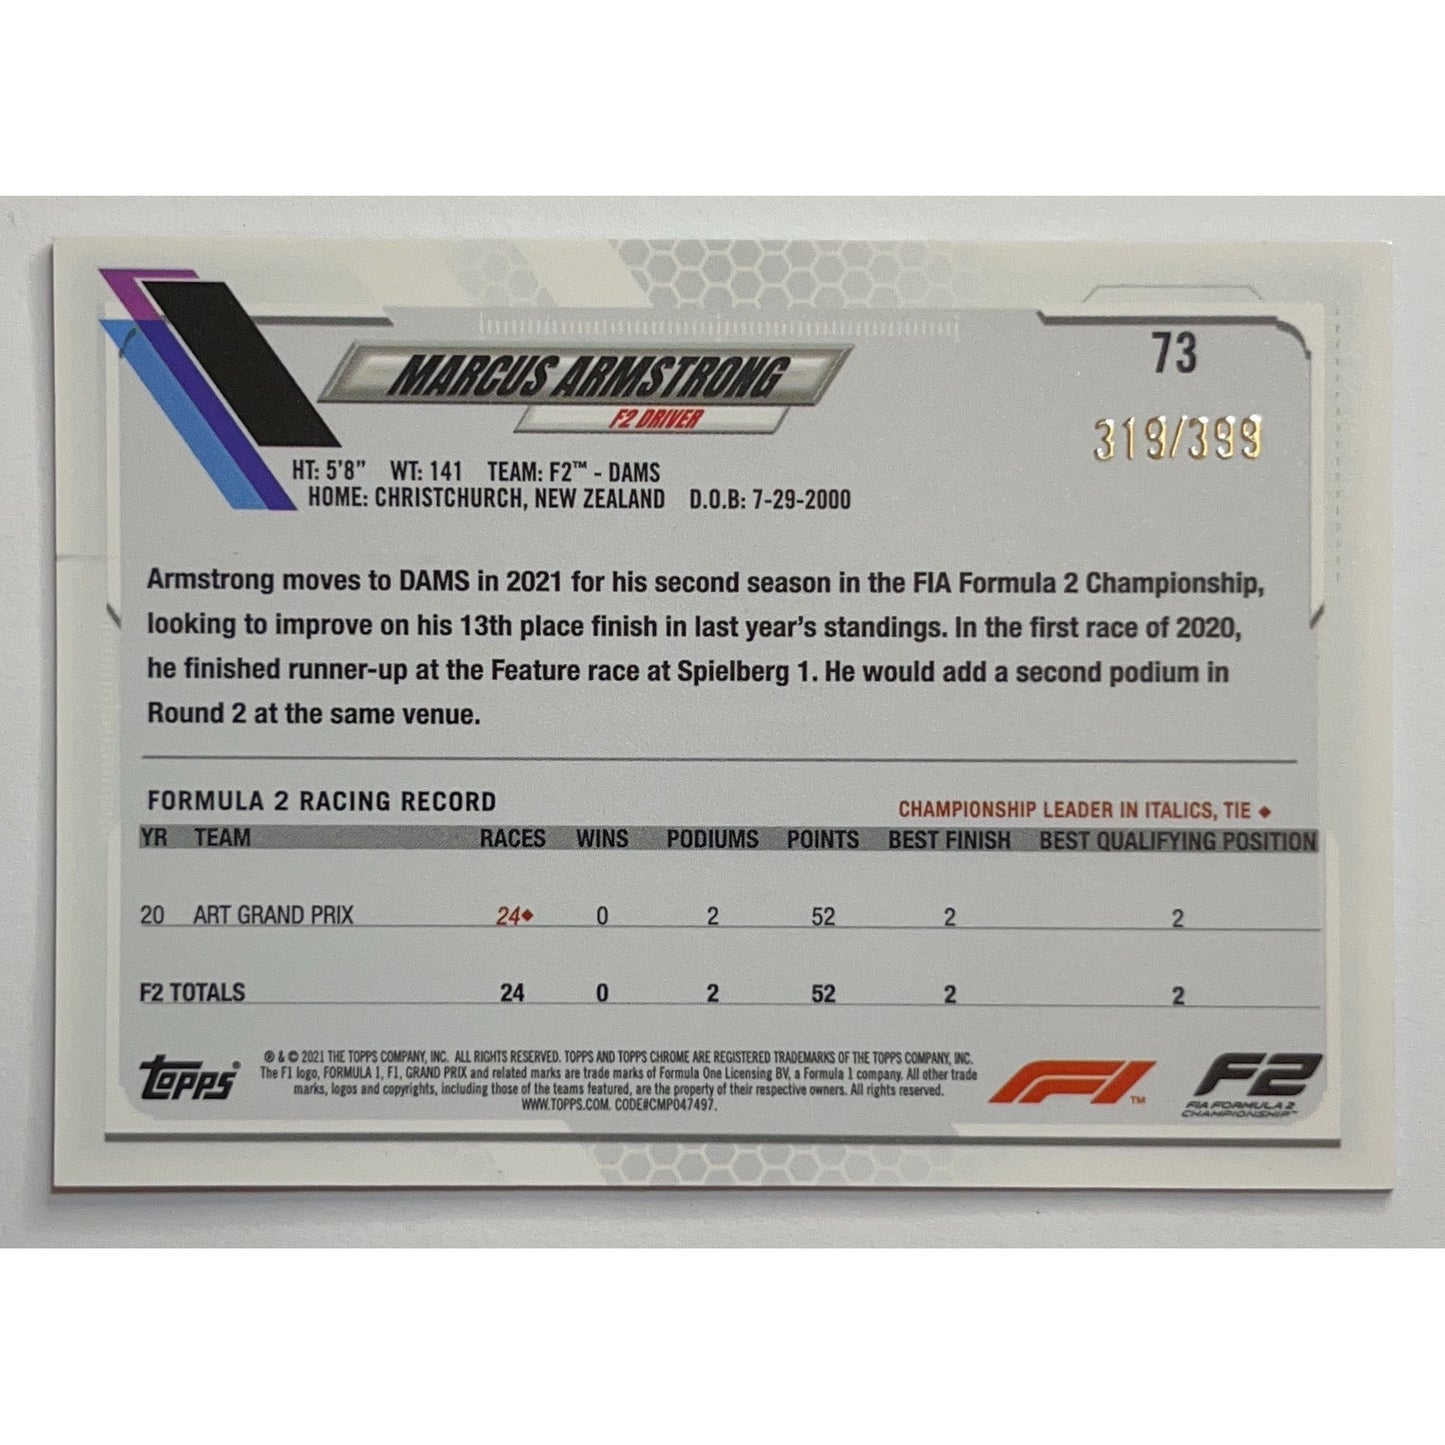 73
319/399
MARCUS ARMSTRONG
F2 DRIVER
HT: 5'8" WT: 141 TEAM: F2™ - DAMS
HOME: CHRISTCHURCH, NEW ZEALAND D.O.B: 7-29-2000
Armstrong moves to DAMS in 2021 for his second season in the FIA Formula 2 Championship,
looking to improve on his 13th place finish in last year's standings. In the first race of 2020,
he finished runner-up at the Feature race at Spielberg 1. He would add a second podium in
Round 2 at the same venue.
FORMULA 2 RACING RECORD
CHAMPIONSHIP LEADER IN ITALICS, TIE ♦
YR TEAM RACES WINS PODIUMS POINTS BEST FINISH BEST QUALIFYING POSITION
20 ART GRAND PRIX 24♦ 0 2 52 2 2
F2 TOTALS 24 0 2 52 2 2
topps®
® & © 2021 THE TOPPS COMPANY, INC. ALL RIGHTS RESERVED. TOPPS AND TOPPS CHROME ARE REGISTERED TRADEMARKS OF THE TOPPS COMPANY, INC.
The F1 logo, FORMULA 1, F1, GRAND PRIX and related marks are trade marks of Formula One Licensing BV, a Formula 1 company. All other trade
marks, logos and copyrights, including those of the teams featured, are the property of their respective owners. All rights reserved.
WWW.TOPPS.COM. CODE#CMP047497.
F1™
F2
FIA FORMULA 2
CHAMPIONSHIP™